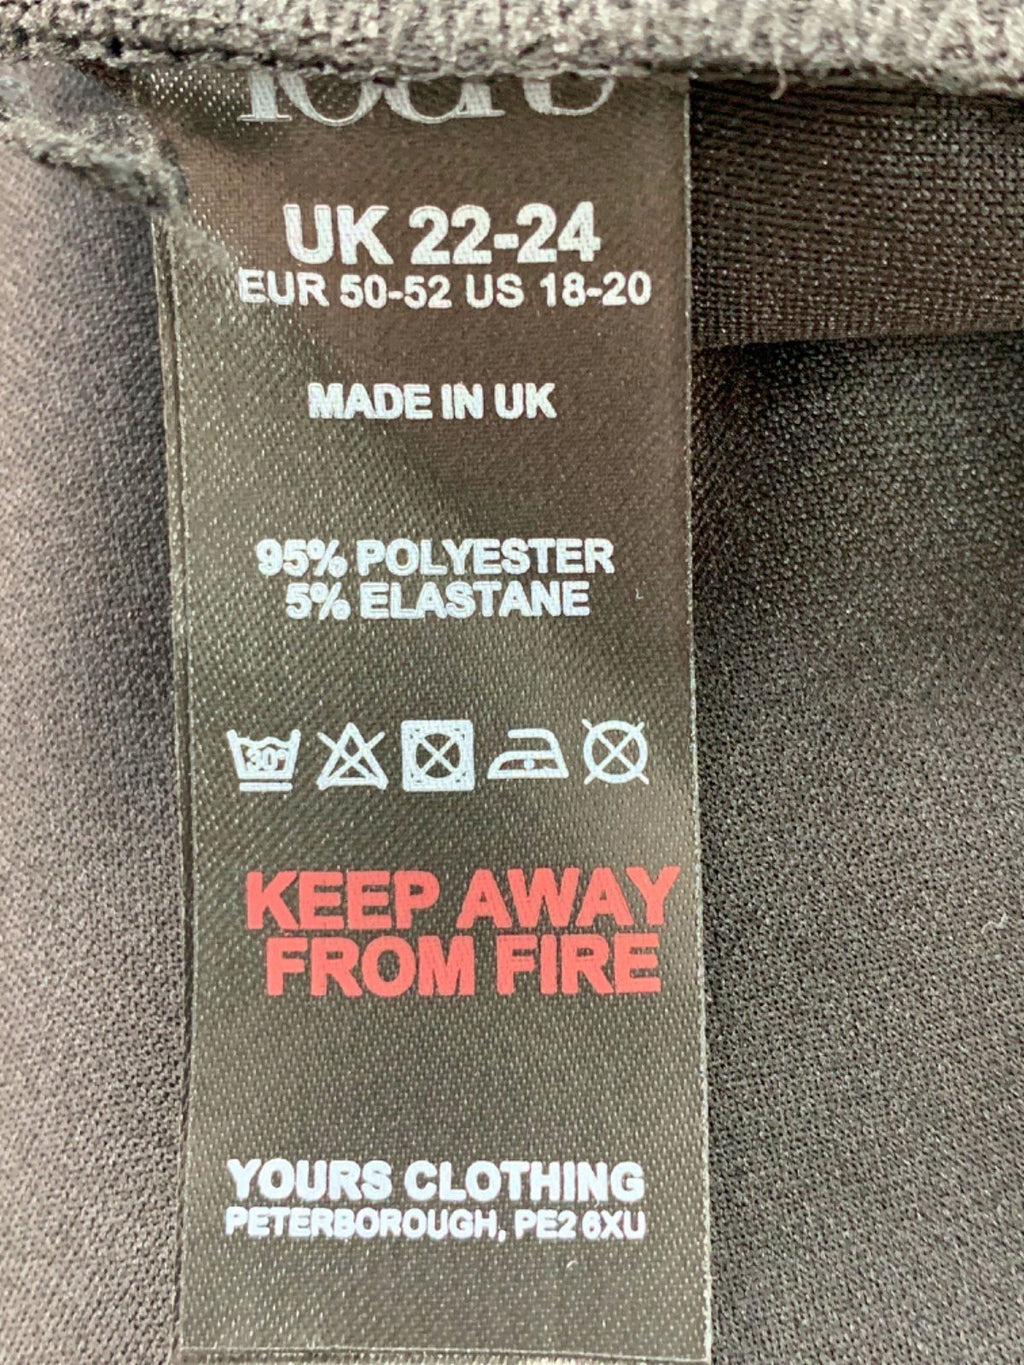 UK 22-24
EUR 50-52 US 18-20
MADE IN UK
95% POLYESTER
5% ELASTANE
30°
KEEP AWAY
FROM FIRE
YOURS CLOTHING
PETERBOROUGH, PE2 6XU